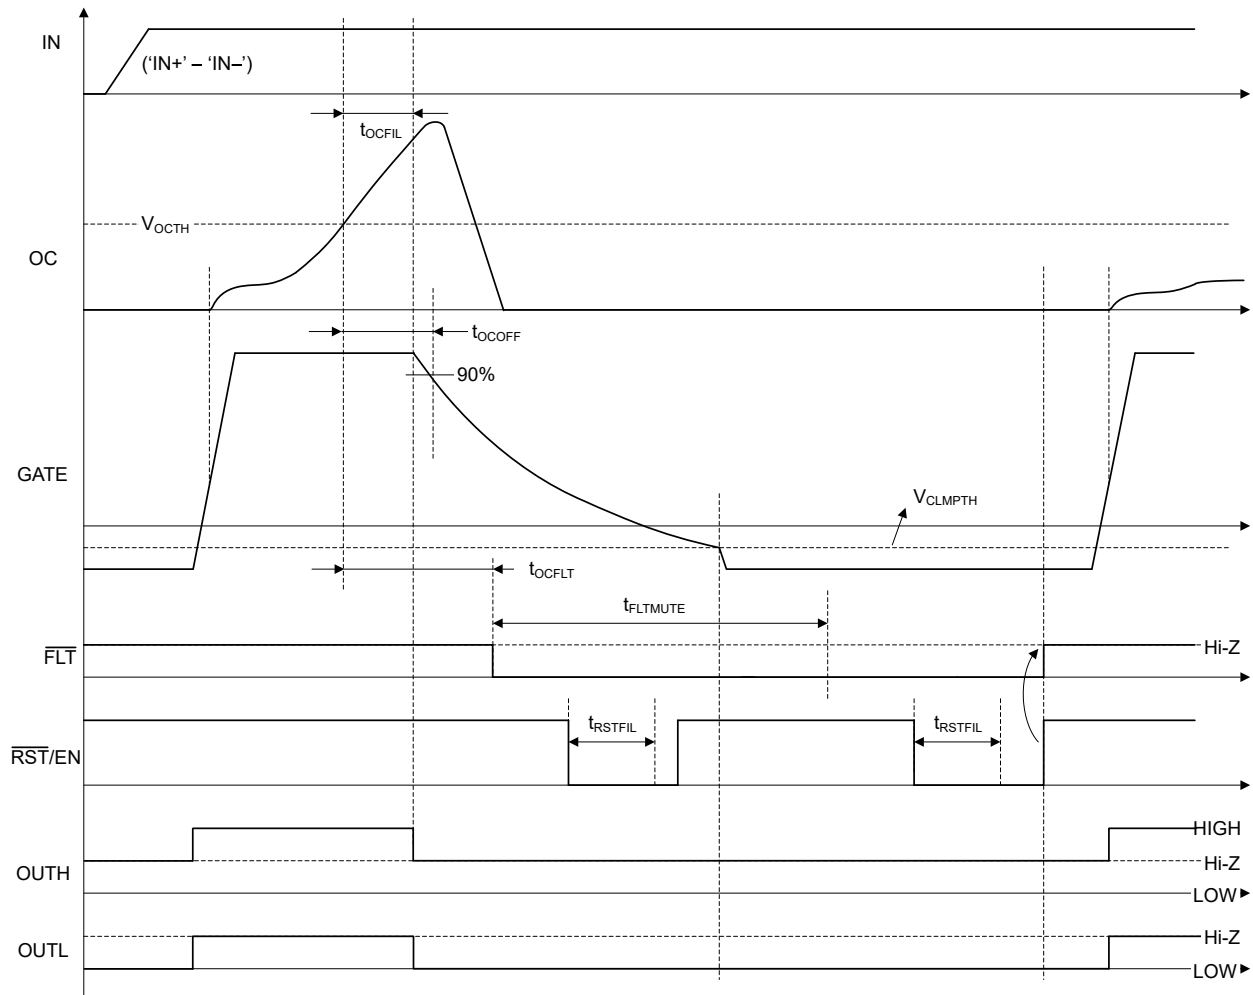 IN
('IN+' – 'IN–')
tOCFIL
VOCTH
OC
tOCOFF
90%
GATE
VCLMPTH
tOCFLT
tFLTMUTE
FLT
Hi-Z
RST/EN
tRSTFIL
tRSTFIL
HIGH
OUTH
Hi-Z
LOW
OUTL
Hi-Z
LOW